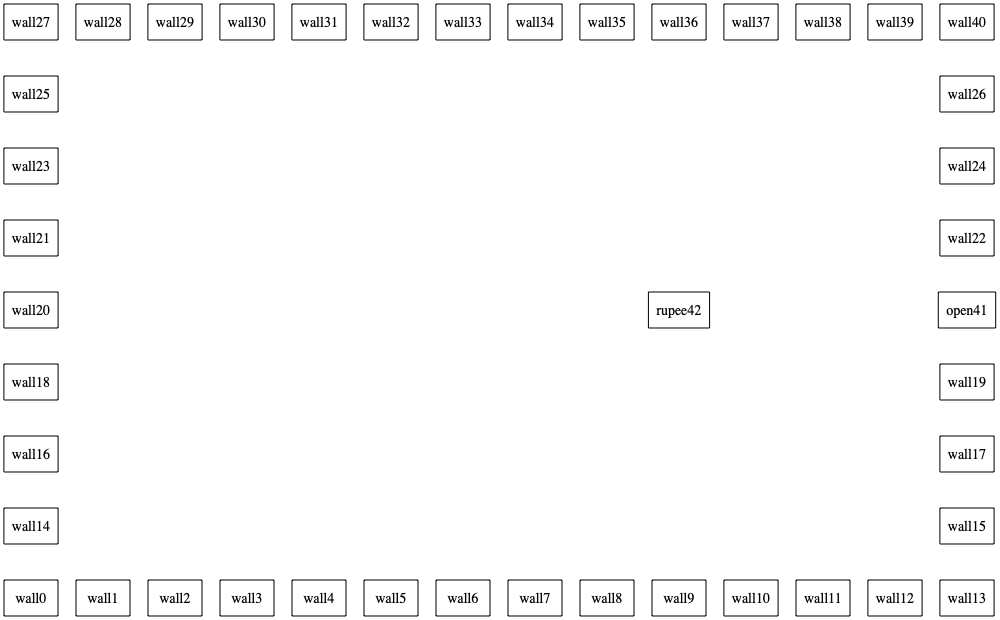 wall27 wall28 wall29 wall30 wall31 wall32 wall33 wall34 wall35 wall36 wall37 wall38 wall39 wall40
wall25 wall26
wall23 wall24
wall21 wall22
wall20 rupee42 open41
wall18 wall19
wall16 wall17
wall14 wall15
wall0 wall1 wall2 wall3 wall4 wall5 wall6 wall7 wall8 wall9 wall10 wall11 wall12 wall13